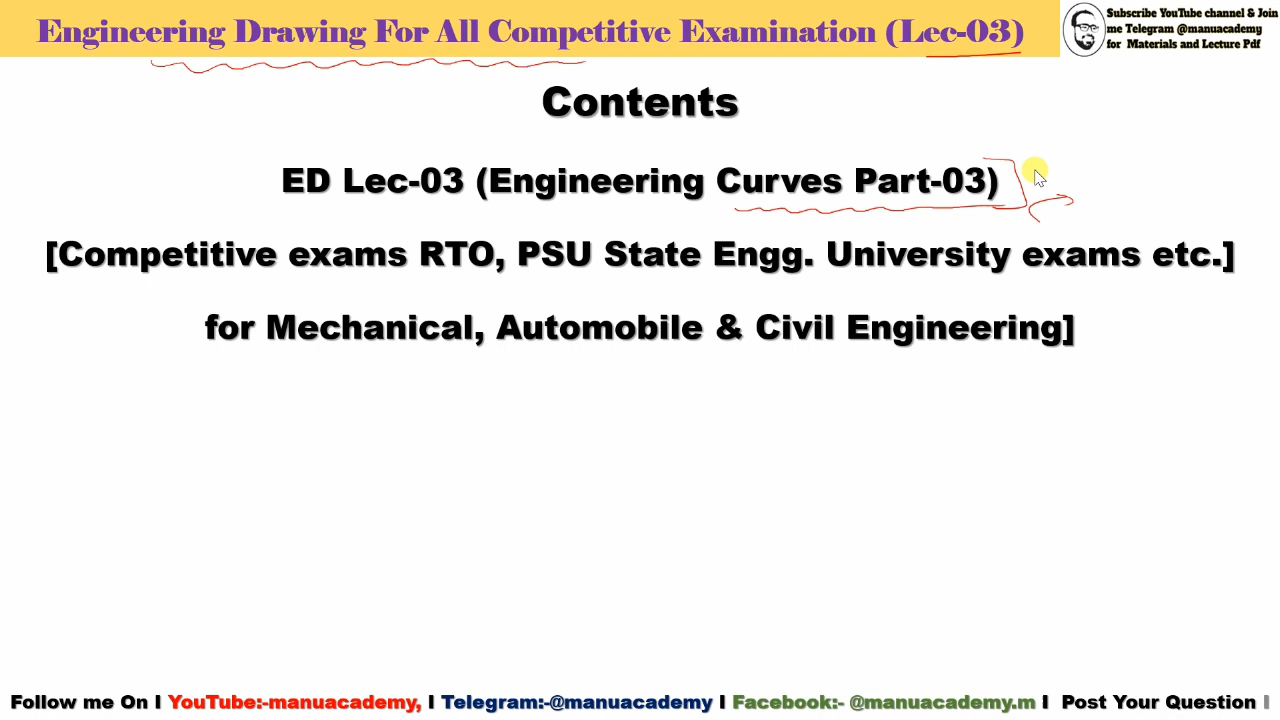 Engineering Drawing For All Competitive Examination (Lec-03)
Subscribe YouTube channel & Join
me Telegram @manuacademy
for Materials and Lecture Pdf
Contents
ED Lec-03 (Engineering Curves Part-03)
[Competitive exams RTO, PSU State Engg. University exams etc.]
for Mechanical, Automobile & Civil Engineering]
Follow me On I YouTube:-manuacademy, I Telegram:-@manuacademy I Facebook:- @manuacademy.m I Post Your Question I